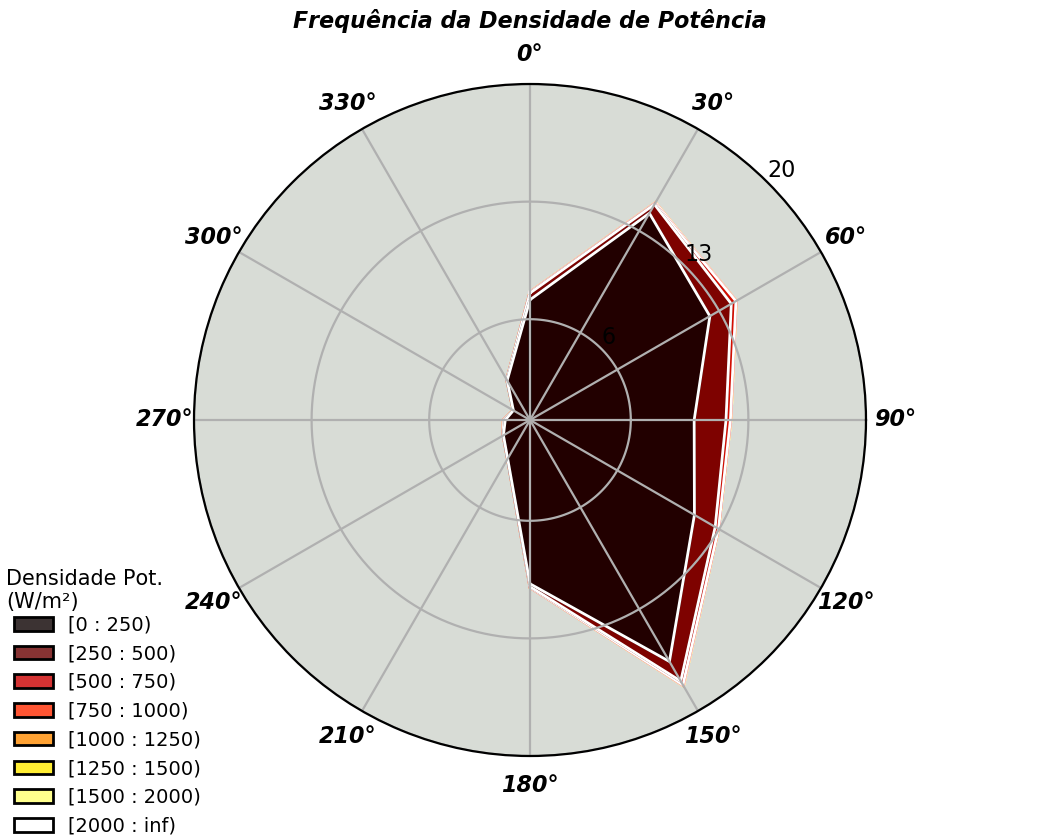 Frequência da Densidade de Potência
0°
330°
30°
20
300°
60°
13
6
270°
90°
240°
120°
210°
150°
180°
Densidade Pot.
(W/m²)
[0 : 250)
[250 : 500)
[500 : 750)
[750 : 1000)
[1000 : 1250)
[1250 : 1500)
[1500 : 2000)
[2000 : inf)